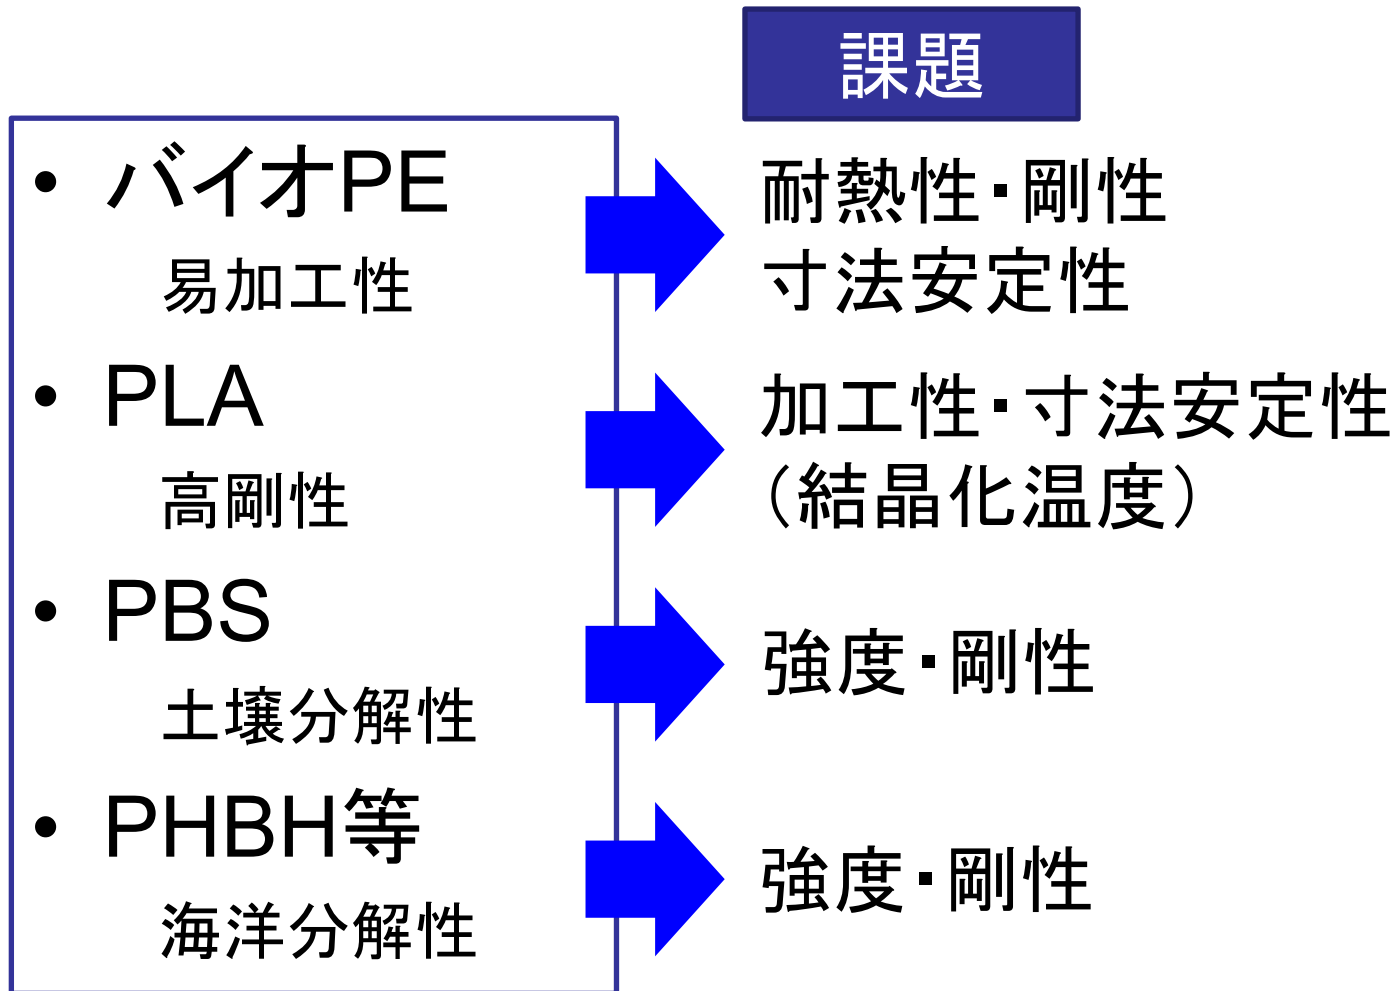 課題
• バイオPE
易加工性
耐熱性・剛性
寸法安定性
• PLA
高剛性
加工性・寸法安定性
（結晶化温度）
• PBS
土壌分解性
強度・剛性
• PHBH等
海洋分解性
強度・剛性